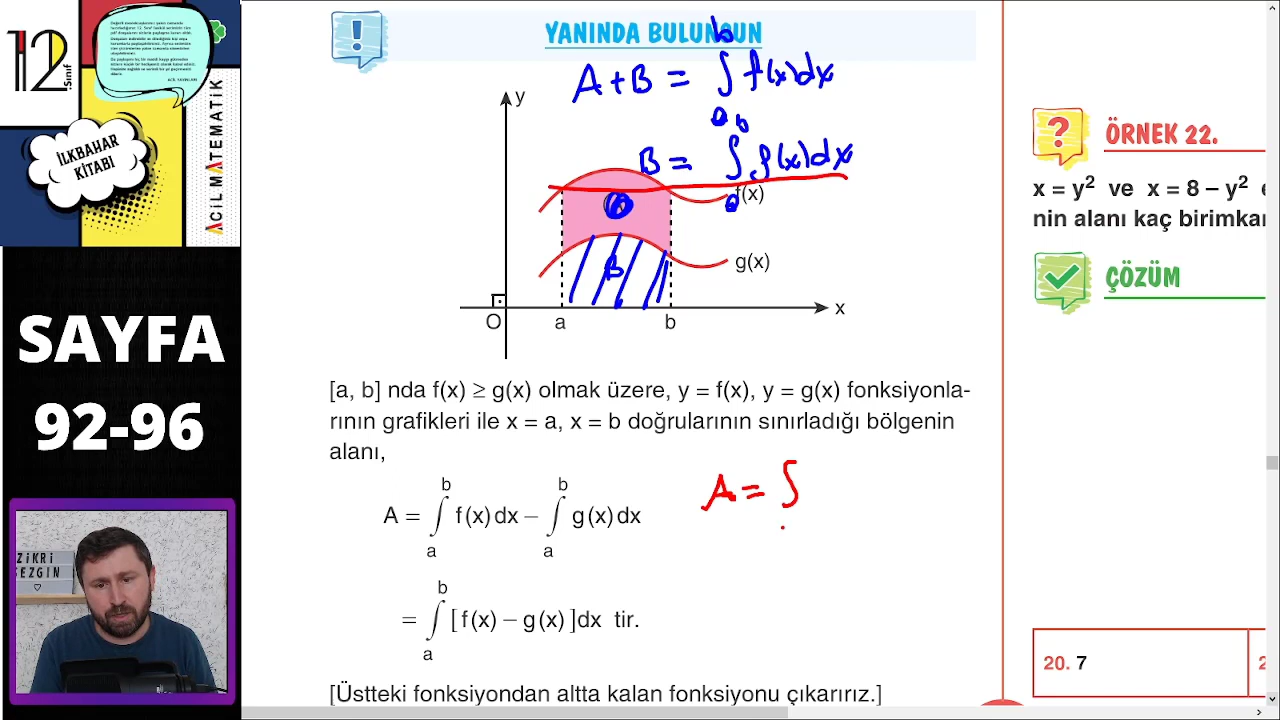 12.Sınıf
İLKBAHAR
KİTABI
ACİL MATEMATİK
SAYFA
92-96
ZİKRİ
SEZGİN
YANINDA BULUNSUN
b
A+B = ∫ f(x)dx
a
b
B = ∫ g(x)dx
a
y
f(x)
A
B
g(x)
O a b x
[a, b] nda f(x) ≥ g(x) olmak üzere, y = f(x), y = g(x) fonksiyonla-
rının grafikleri ile x = a, x = b doğrularının sınırladığı bölgenin
alanı,
b b
A = ∫ f(x) dx − ∫ g(x) dx
a a
A = ∫
b
= ∫ [ f(x) − g(x) ]dx tir.
a
[Üstteki fonksiyondan altta kalan fonksiyonu çıkarırız.]
ÖRNEK 22.
x = y² ve x = 8 – y²
nin alanı kaç
ÇÖZÜM
20. 7